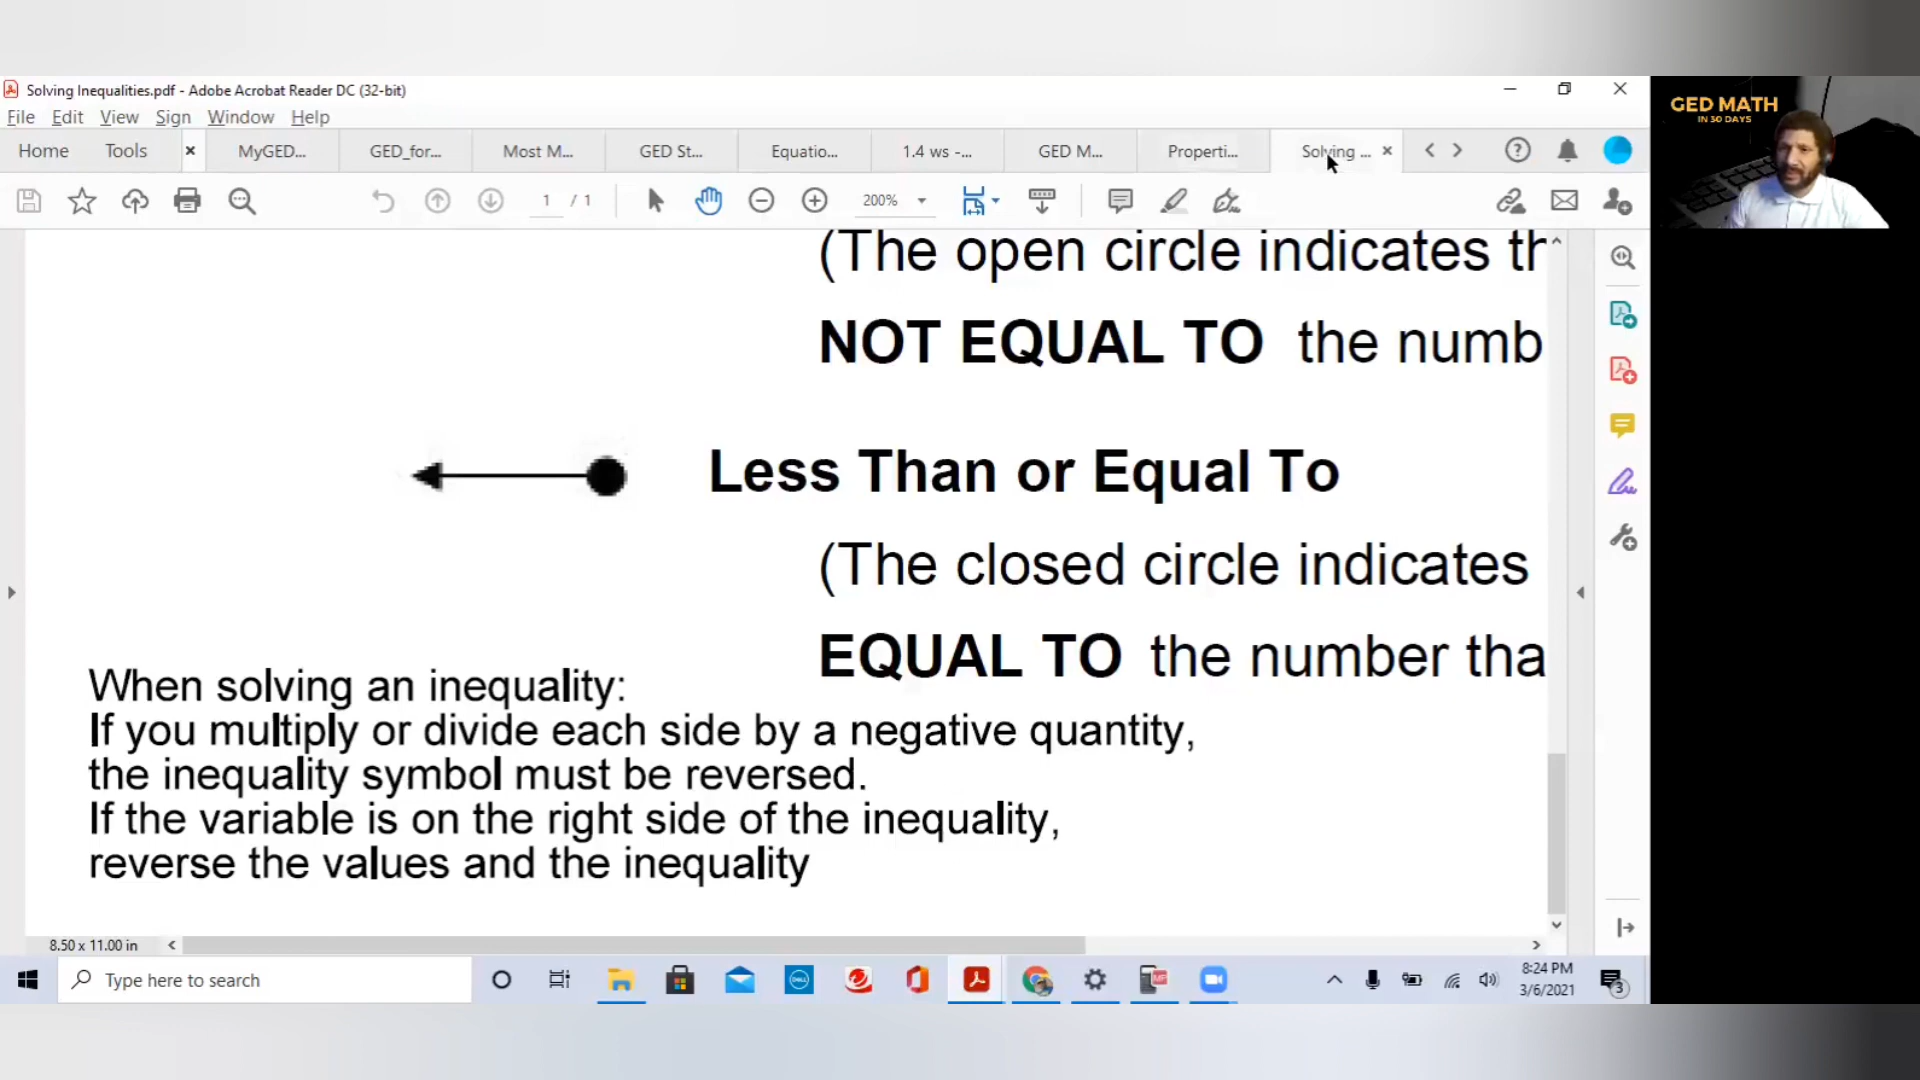 Solving Inequalities.pdf - Adobe Acrobat Reader DC (32-bit)
File Edit View Sign Window Help
Home Tools MyGED... GED_for... Most M... GED St... Equatio... 1.4 ws -... GED M... Properti... Solving ...
1 / 1 200%
GED MATH
IN 30 DAYS
(The open circle indicates th
NOT EQUAL TO the numb
Less Than or Equal To
(The closed circle indicates
EQUAL TO the number tha
When solving an inequality:
If you multiply or divide each side by a negative quantity,
the inequality symbol must be reversed.
If the variable is on the right side of the inequality,
reverse the values and the inequality
8.50 x 11.00 in
Type here to search
DELL
8:24 PM
3/6/2021
3